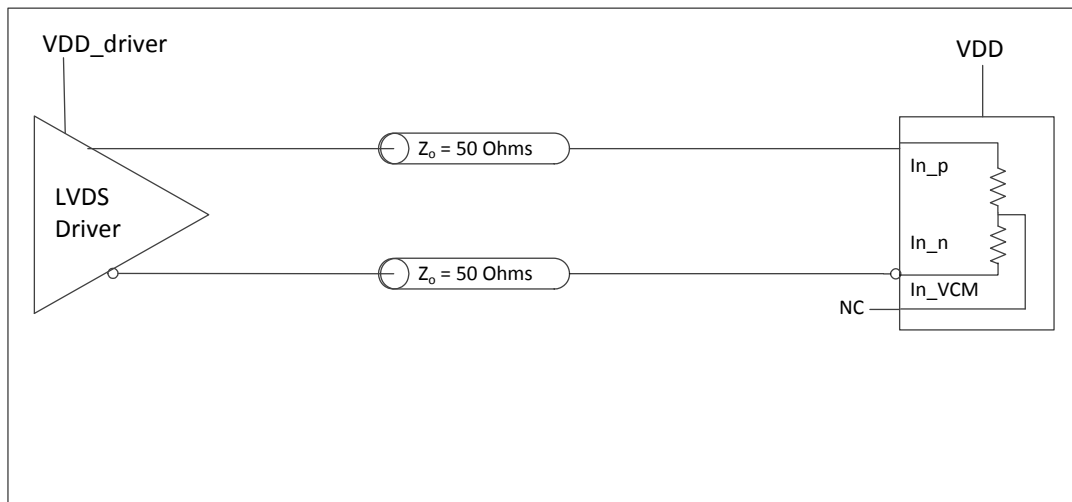 VDD_driver
VDD
Zₒ = 50 Ohms
LVDS
Driver
In_p
In_n
Zₒ = 50 Ohms
In_VCM
NC